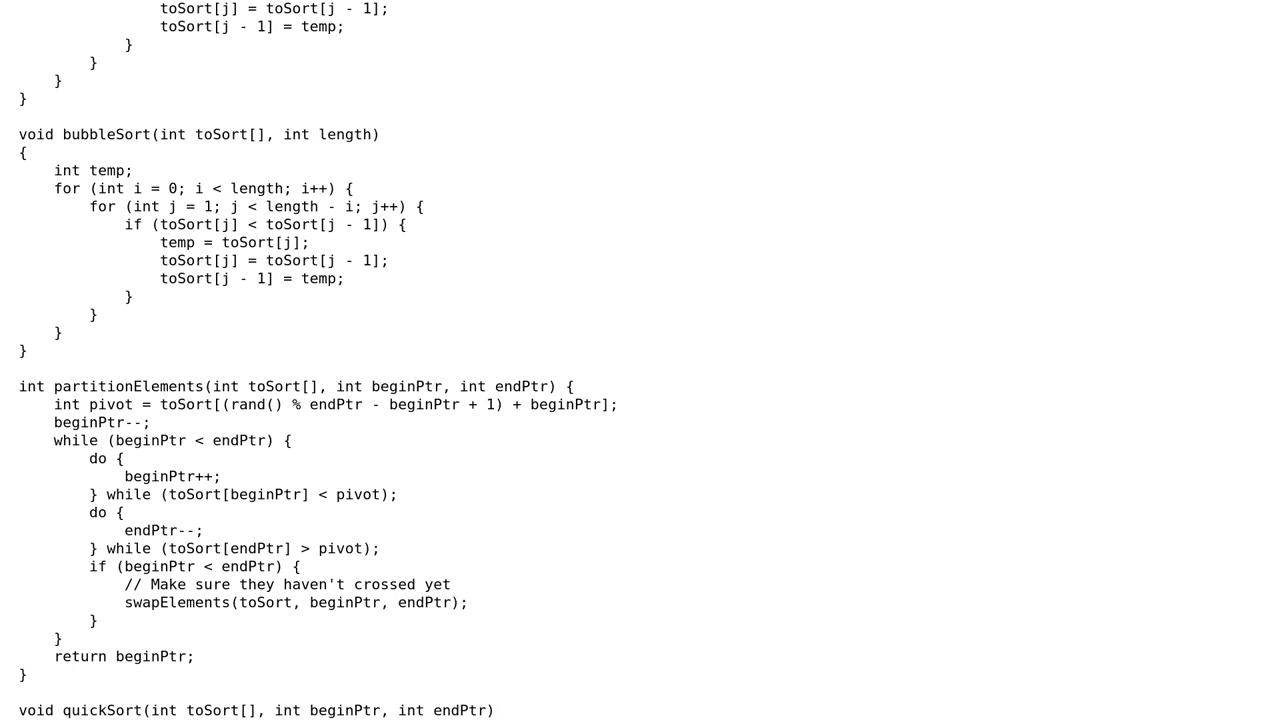 toSort[j] = toSort[j - 1];
                toSort[j - 1] = temp;
            }
        }
    }
}

void bubbleSort(int toSort[], int length)
{
    int temp;
    for (int i = 0; i < length; i++) {
        for (int j = 1; j < length - i; j++) {
            if (toSort[j] < toSort[j - 1]) {
                temp = toSort[j];
                toSort[j] = toSort[j - 1];
                toSort[j - 1] = temp;
            }
        }
    }
}

int partitionElements(int toSort[], int beginPtr, int endPtr) {
    int pivot = toSort[(rand() % endPtr - beginPtr + 1) + beginPtr];
    beginPtr--;
    while (beginPtr < endPtr) {
        do {
            beginPtr++;
        } while (toSort[beginPtr] < pivot);
        do {
            endPtr--;
        } while (toSort[endPtr] > pivot);
        if (beginPtr < endPtr) {
            // Make sure they haven't crossed yet
            swapElements(toSort, beginPtr, endPtr);
        }
    }
    return beginPtr;
}

void quickSort(int toSort[], int beginPtr, int endPtr)